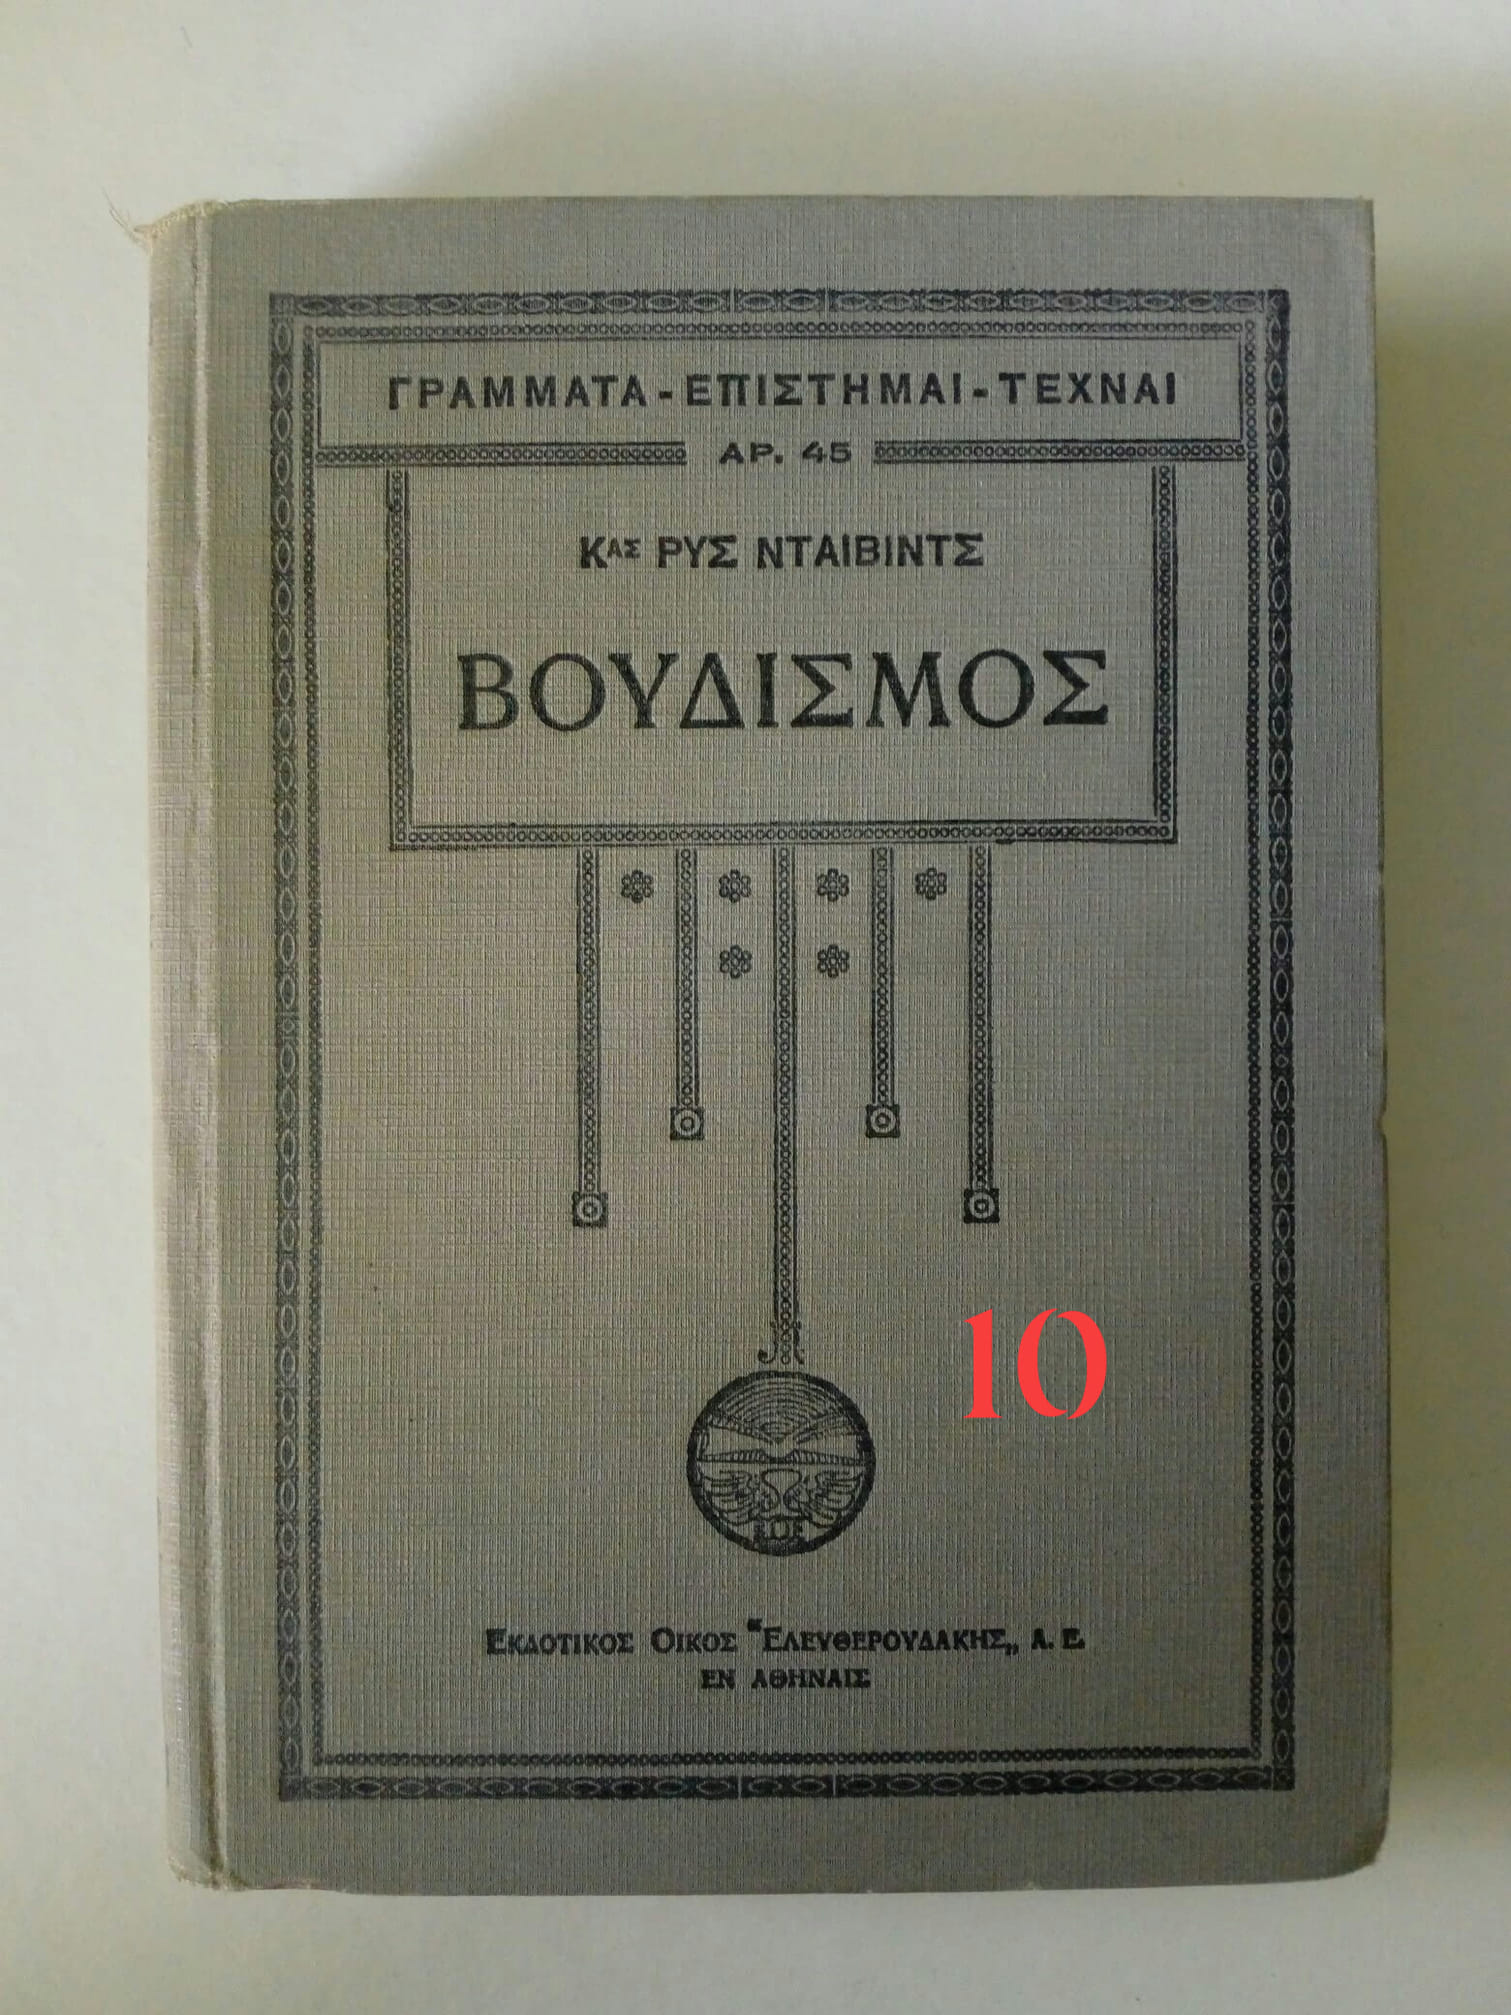 ΓΡΑΜΜΑΤΑ - ΕΠΙΣΤΗΜΑΙ - ΤΕΧΝΑΙ
ΑΡ. 45
Κας ΡΥΣ ΝΤΑΙΒΙΝΤΣ
ΒΟΥΔΙΣΜΟΣ
10
ΕΚΔΟΤΙΚΟΣ ΟΙΚΟΣ “ΕΛΕΥΘΕΡΟΥΔΑΚΗΣ„ Α. Ε.
ΕΝ ΑΘΗΝΑΙΣ